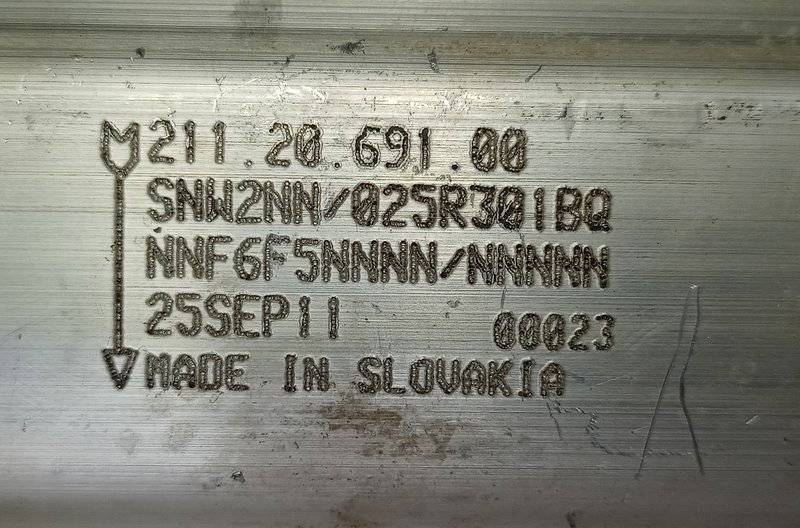 211.20.691.00
SNW2NN/025R301BQ
NNF6F5NNNN/NNNNN
25SEP11 00023
MADE IN SLOVAKIA